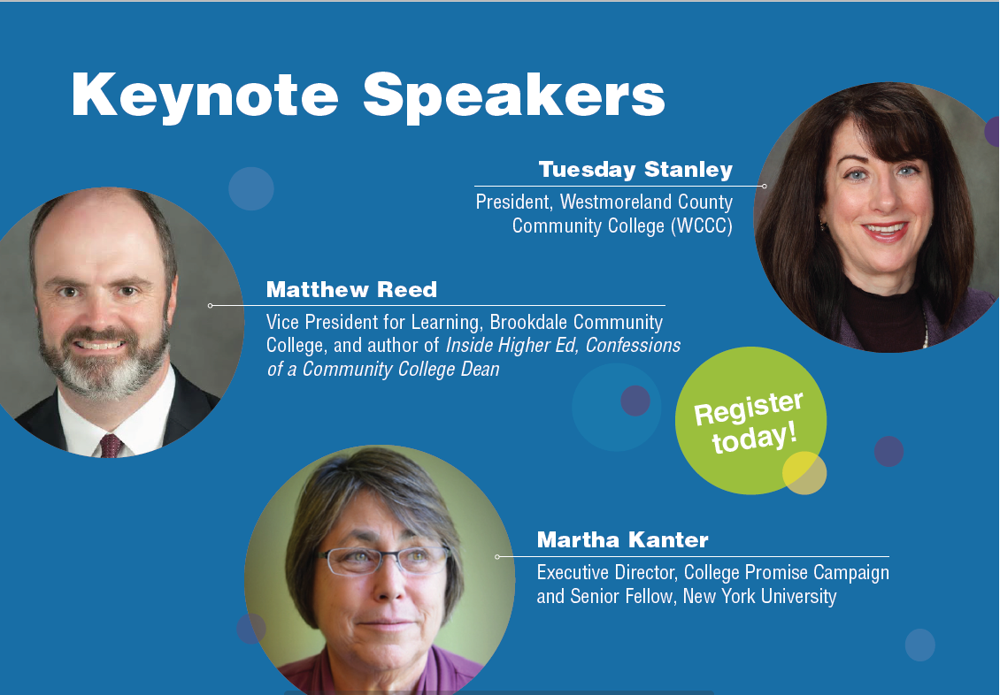 Keynote Speakers
Tuesday Stanley
President, Westmoreland County
Community College (WCCC)
Matthew Reed
Vice President for Learning, Brookdale Community
College, and author of Inside Higher Ed, Confessions
of a Community College Dean
Register
today!
Martha Kanter
Executive Director, College Promise Campaign
and Senior Fellow, New York University